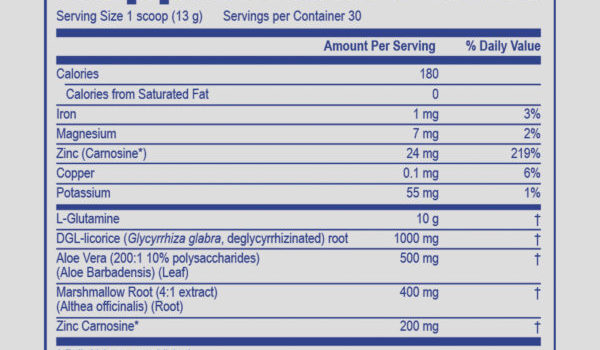 Serving Size 1 scoop (13 g) Servings per Container 30
Amount Per Serving % Daily Value
Calories 180
Calories from Saturated Fat 0
Iron 1 mg 3%
Magnesium 7 mg 2%
Zinc (Carnosine*) 24 mg 219%
Copper 0.1 mg 6%
Potassium 55 mg 1%
L-Glutamine 10 g †
DGL-licorice (Glycyrrhiza glabra, deglycyrrhizinated) root 1000 mg †
Aloe Vera (200:1 10% polysaccharides) 500 mg †
(Aloe Barbadensis) (Leaf)
Marshmallow Root (4:1 extract) 400 mg †
(Althea officinalis) (Root)
Zinc Carnosine* 200 mg †